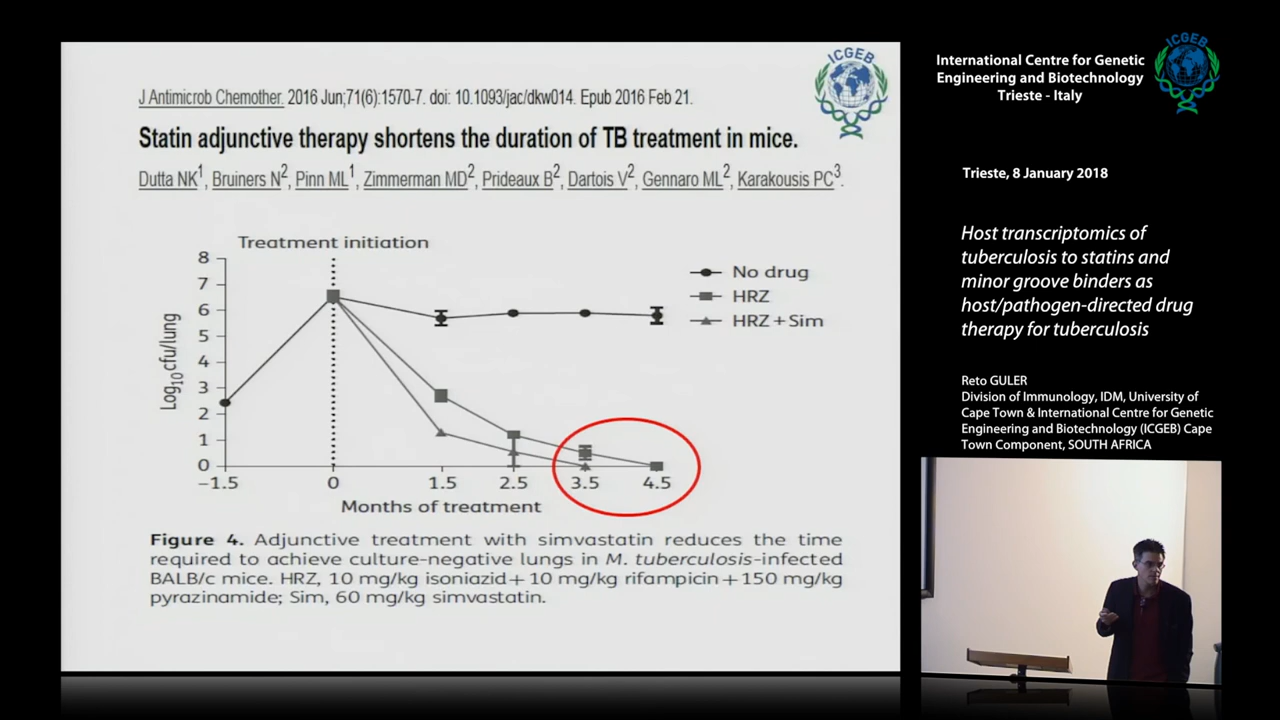 J Antimicrob Chemother. 2016 Jun;71(6):1570-7. doi: 10.1093/jac/dkw014. Epub 2016 Feb 21.
ICGEB
Statin adjunctive therapy shortens the duration of TB treatment in mice.
Dutta NK1, Bruiners N2, Pinn ML1, Zimmerman MD2, Prideaux B2, Dartois V2, Gennaro ML2, Karakousis PC3.
Treatment initiation
8
7
6
5
4
3
2
1
0
Log10cfu/lung
No drug
HRZ
HRZ+Sim
−1.5 0 1.5 2.5 3.5 4.5
Months of treatment
Figure 4. Adjunctive treatment with simvastatin reduces the time
required to achieve culture-negative lungs in M. tuberculosis-infected
BALB/c mice. HRZ, 10 mg/kg isoniazid+10 mg/kg rifampicin+150 mg/kg
pyrazinamide; Sim, 60 mg/kg simvastatin.
International Centre for Genetic
Engineering and Biotechnology
Trieste - Italy
ICGEB
Trieste, 8 January 2018
Host transcriptomics of
tuberculosis to statins and
minor groove binders as
host/pathogen-directed drug
therapy for tuberculosis
Reto GULER
Division of Immunology, IDM, University of
Cape Town & International Centre for Genetic
Engineering and Biotechnology (ICGEB) Cape
Town Component, SOUTH AFRICA